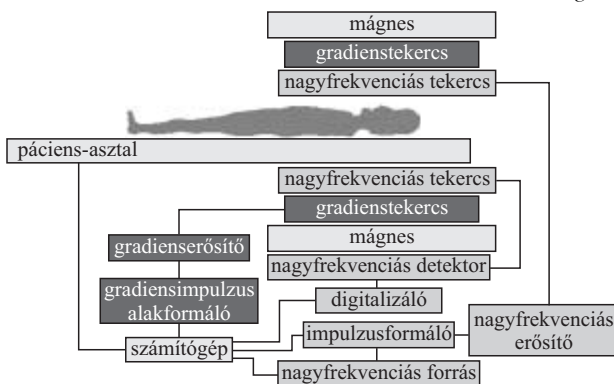 mágnes
gradienstekercs
nagyfrekvenciás tekercs
páciens-asztal
nagyfrekvenciás tekercs
gradienstekercs
mágnes
gradienserősítő
nagyfrekvenciás detektor
gradiensimpulzus
alakformáló
digitalizáló
impulzusformáló
nagyfrekvenciás
erősítő
számítógép
nagyfrekvenciás forrás